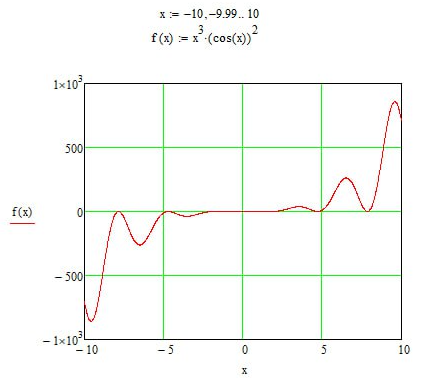 x := −10, −9.99 .. 10
f(x) := x³·(cos(x))²
1×10³
500
f(x)
0
−500
−1×10³
−10
−5
0
5
10
x